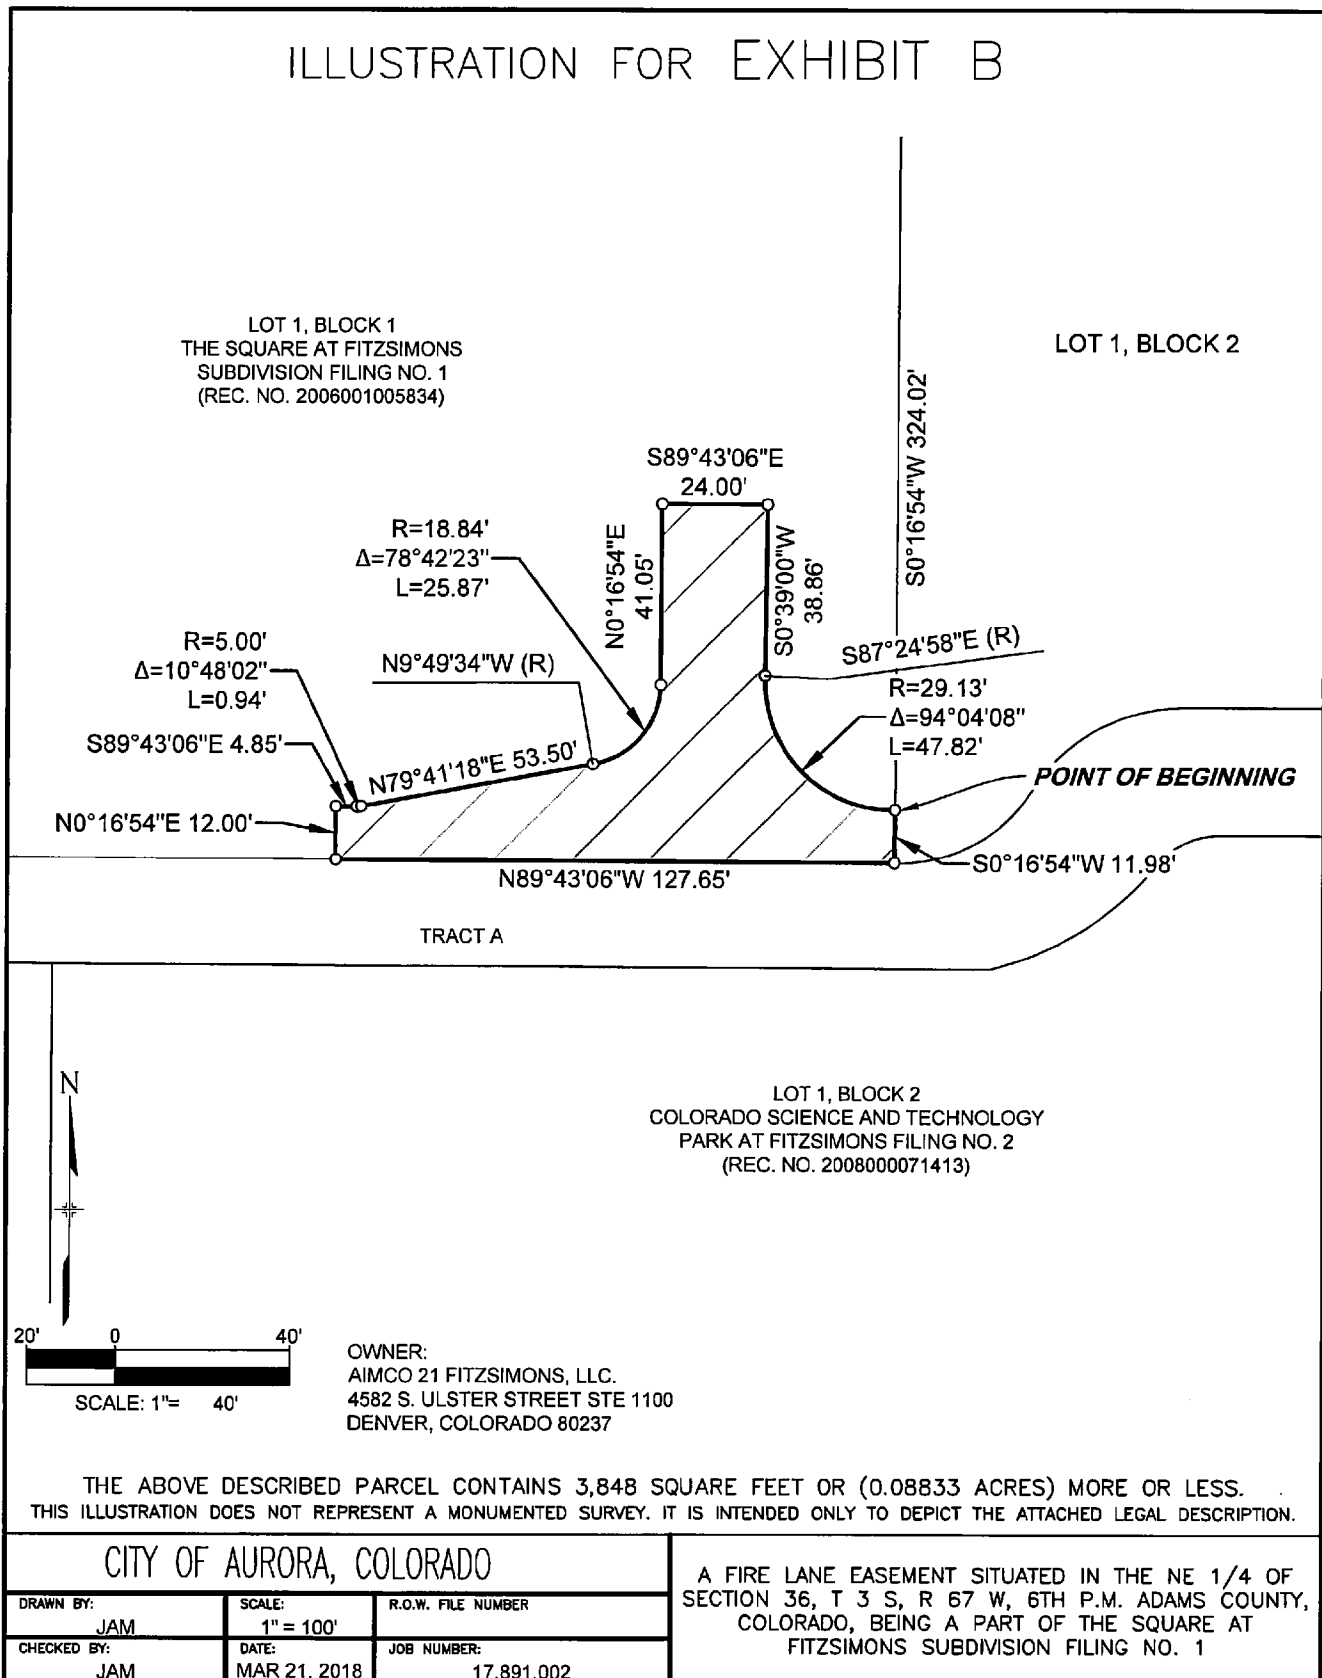 ILLUSTRATION FOR EXHIBIT B
LOT 1, BLOCK 1
THE SQUARE AT FITZSIMONS
SUBDIVISION FILING NO. 1
(REC. NO. 2006001005834)
LOT 1, BLOCK 2
S0°16'54"W 324.02'
S89°43'06"E
24.00'
R=18.84'
Δ=78°42'23"
L=25.87'
N0°16'54"E
41.05'
S0°39'00"W
38.86'
R=5.00'
Δ=10°48'02"
L=0.94'
N9°49'34"W (R)
S87°24'58"E (R)
R=29.13'
Δ=94°04'08"
L=47.82'
S89°43'06"E 4.85'
N79°41'18"E 53.50'
POINT OF BEGINNING
N0°16'54"E 12.00'
S0°16'54"W 11.98'
N89°43'06"W 127.65'
TRACT A
N
LOT 1, BLOCK 2
COLORADO SCIENCE AND TECHNOLOGY
PARK AT FITZSIMONS FILING NO. 2
(REC. NO. 2008000071413)
20' 0 40'
SCALE: 1"= 40'
OWNER:
AIMCO 21 FITZSIMONS, LLC.
4582 S. ULSTER STREET STE 1100
DENVER, COLORADO 80237
THE ABOVE DESCRIBED PARCEL CONTAINS 3,848 SQUARE FEET OR (0.08833 ACRES) MORE OR LESS.
THIS ILLUSTRATION DOES NOT REPRESENT A MONUMENTED SURVEY. IT IS INTENDED ONLY TO DEPICT THE ATTACHED LEGAL DESCRIPTION.
CITY OF AURORA, COLORADO
DRAWN BY:
JAM
SCALE:
1" = 100'
R.O.W. FILE NUMBER
CHECKED BY:
JAM
DATE:
MAR 21, 2018
JOB NUMBER:
17.891.002
A FIRE LANE EASEMENT SITUATED IN THE NE 1/4 OF
SECTION 36, T 3 S, R 67 W, 6TH P.M. ADAMS COUNTY,
COLORADO, BEING A PART OF THE SQUARE AT
FITZSIMONS SUBDIVISION FILING NO. 1